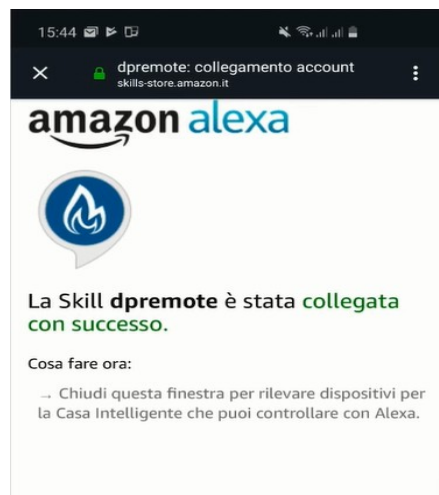 15:44
dpremote: collegamento account
skills-store.amazon.it
amazon alexa
La Skill dpremote è stata collegata
con successo.
Cosa fare ora:
→ Chiudi questa finestra per rilevare dispositivi per
la Casa Intelligente che puoi controllare con Alexa.